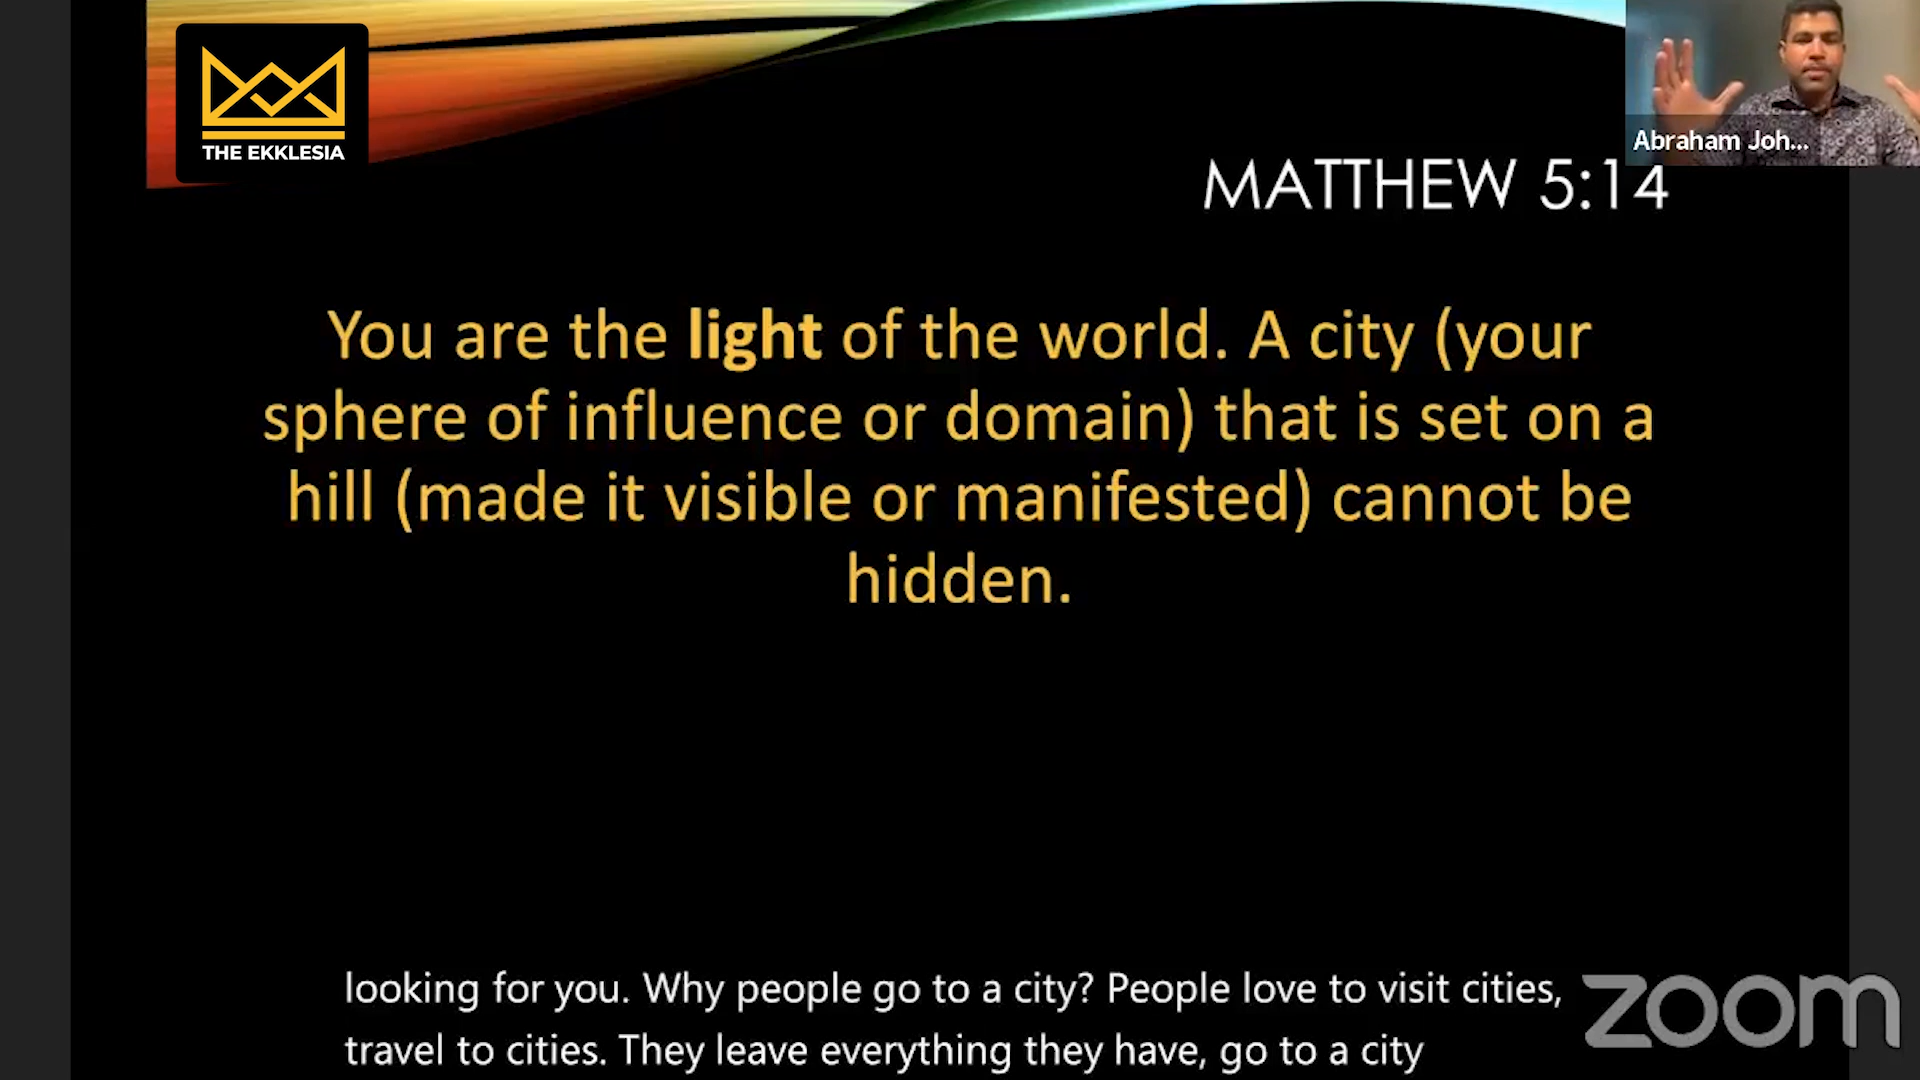 THE EKKLESIA
Abraham Joh...
MATTHEW 5:14
You are the light of the world. A city (your
sphere of influence or domain) that is set on a
hill (made it visible or manifested) cannot be
hidden.
looking for you. Why people go to a city? People love to visit cities,
travel to cities. They leave everything they have, go to a city
zoom